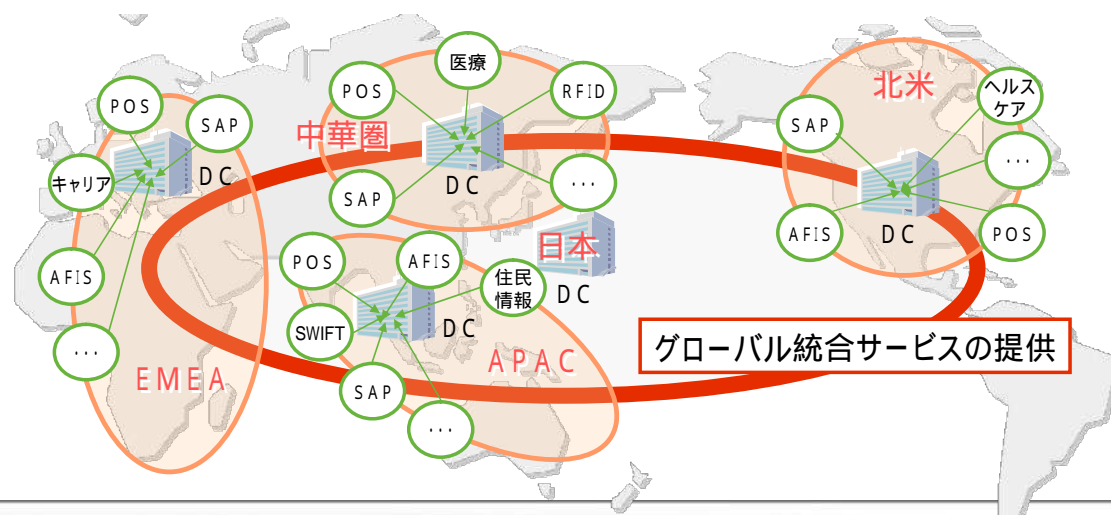 POS
SAP
キャリア
DC
AFIS
...
EMEA
医療
POS
RFID
中華圏
DC
SAP
...
POS
AFIS
住民
情報
SWIFT
DC
SAP
...
APAC
日本
DC
北米
ヘルス
ケア
SAP
...
AFIS
DC
POS
グローバル統合サービスの提供